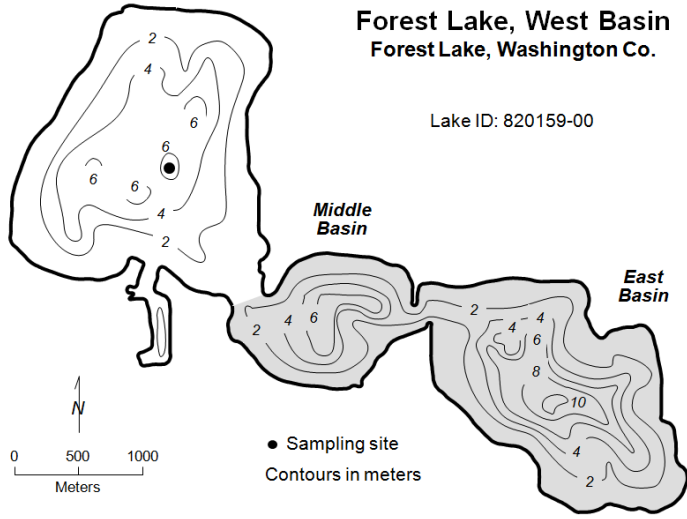 Forest Lake, West Basin
Forest Lake, Washington Co.
Lake ID: 820159-00
2
4
6
6
6
6
4
2
Middle
Basin
2
4
6
East
Basin
2
4
4
6
8
10
4
2
N
0
500
1000
Meters
Sampling site
Contours in meters